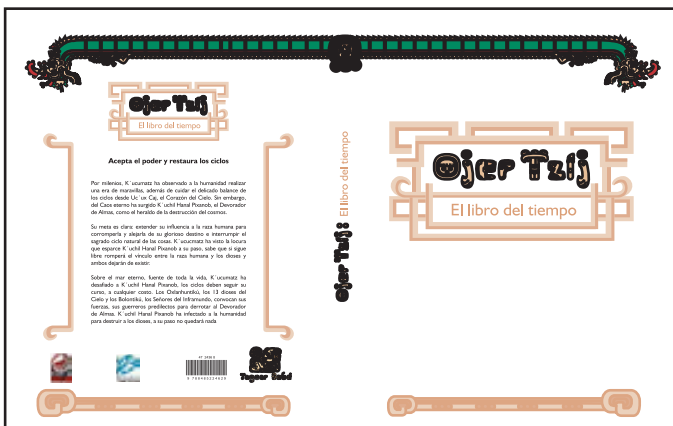 Ojer Tzij
El libro del tiempo
Acepta el poder y restaura los ciclos
Por milenios, K´ucumatz ha observado a la humanidad realizar
una era de maravillas, además de cuidar el delicado balance de
los ciclos desde Uc´ux Caj, el Corazón del Cielo. Sin embargo,
del Caos eterno ha surgido K´uchil Hanal Pixanob, el Devorador
de Almas, como el heraldo de la destrucción del cosmos.
Su meta es clara: extender su influencia a la raza humana para
corromperla y alejarla de su glorioso destino e interrumpir el
sagrado ciclo natural de las cosas. K´ucucmatz ha visto la locura
que esparce K´uchil Hanal Pixanob a su paso, sabe que si sigue
libre romperá el vínculo entre la raza humana y los dioses y
ambos dejarán de existir.
Sobre el mar eterno, fuente de toda la vida, K´ucumatz ha
desafiado a K´uchil Hanal Pixanob, los ciclos deben seguir su
curso, a cualquier costo. Los Oxlanhuntikú, los 13 dioses del
Cielo y los Bolontikú, los Señores del Inframundo, convocan sus
fuerzas, sus guerreros predilectos para derrotar al Devorador
de Almas. K´uchil Hanal Pixanob ha infectado a la humanidad
para destruir a los dioses, a su paso no quedará nada
Ojer Tzij: El libro del tiempo
Ojer Tzij
El libro del tiempo